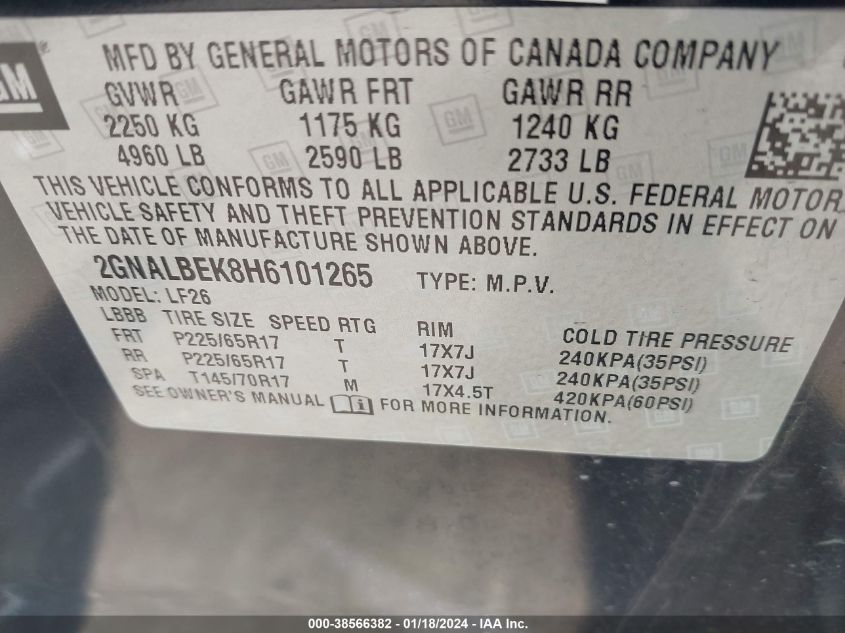 GM
MFD BY GENERAL MOTORS OF CANADA COMPANY
GVWR GAWR FRT GAWR RR
2250 KG 1175 KG 1240 KG
4960 LB 2590 LB 2733 LB
THIS VEHICLE CONFORMS TO ALL APPLICABLE U.S. FEDERAL MOTOR
VEHICLE SAFETY AND THEFT PREVENTION STANDARDS IN EFFECT ON
THE DATE OF MANUFACTURE SHOWN ABOVE.
2GNALBEK8H6101265 TYPE: M.P.V.
MODEL: LF26
LBBB TIRE SIZE SPEED RTG RIM COLD TIRE PRESSURE
FRT P225/65R17 T 17X7J 240KPA(35PSI)
RR P225/65R17 T 17X7J 240KPA(35PSI)
SPA T145/70R17 M 17X4.5T 420KPA(60PSI)
SEE OWNER'S MANUAL FOR MORE INFORMATION.
000-38566382 - 01/18/2024 - IAA Inc.